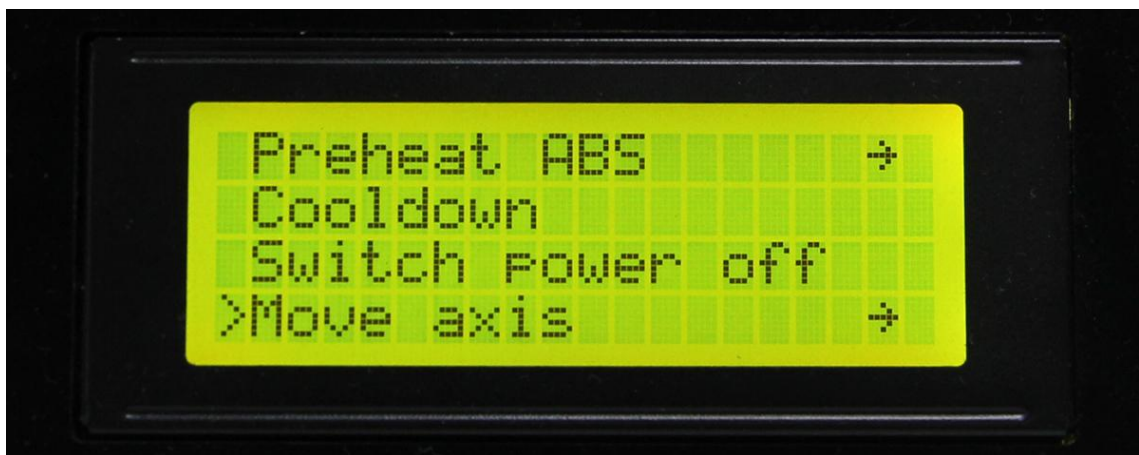 Preheat ABS →
Cooldown
Switch power off
>Move axis →